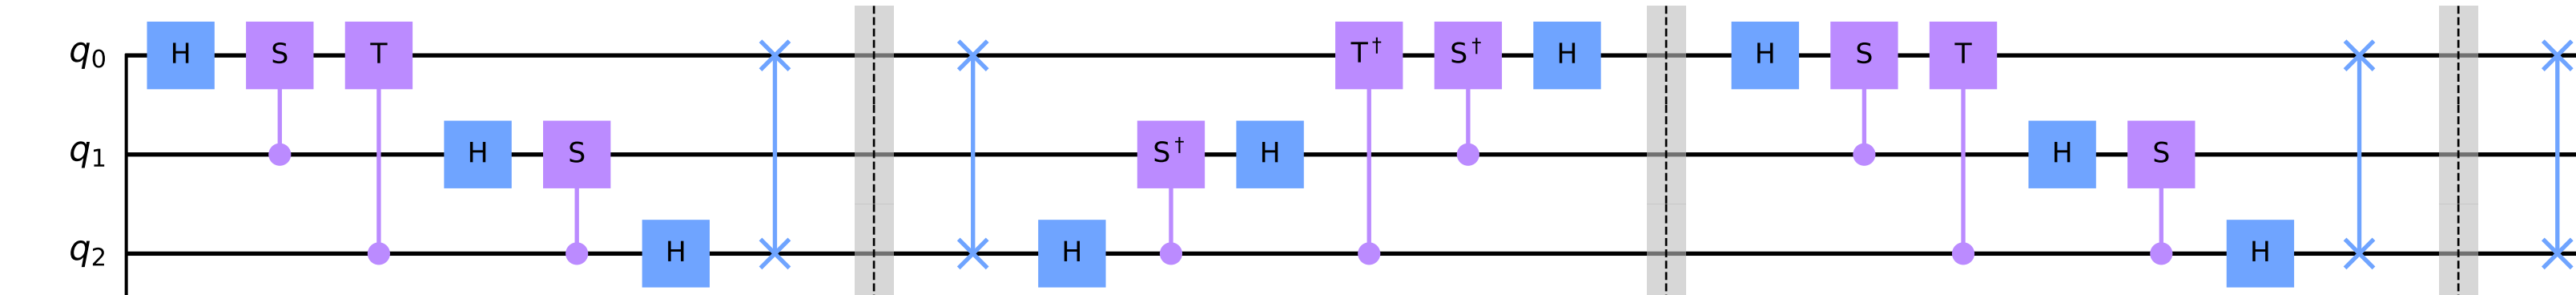 q0 H S T T† S† H H S T
q1 H S S† H H S
q2 H H H